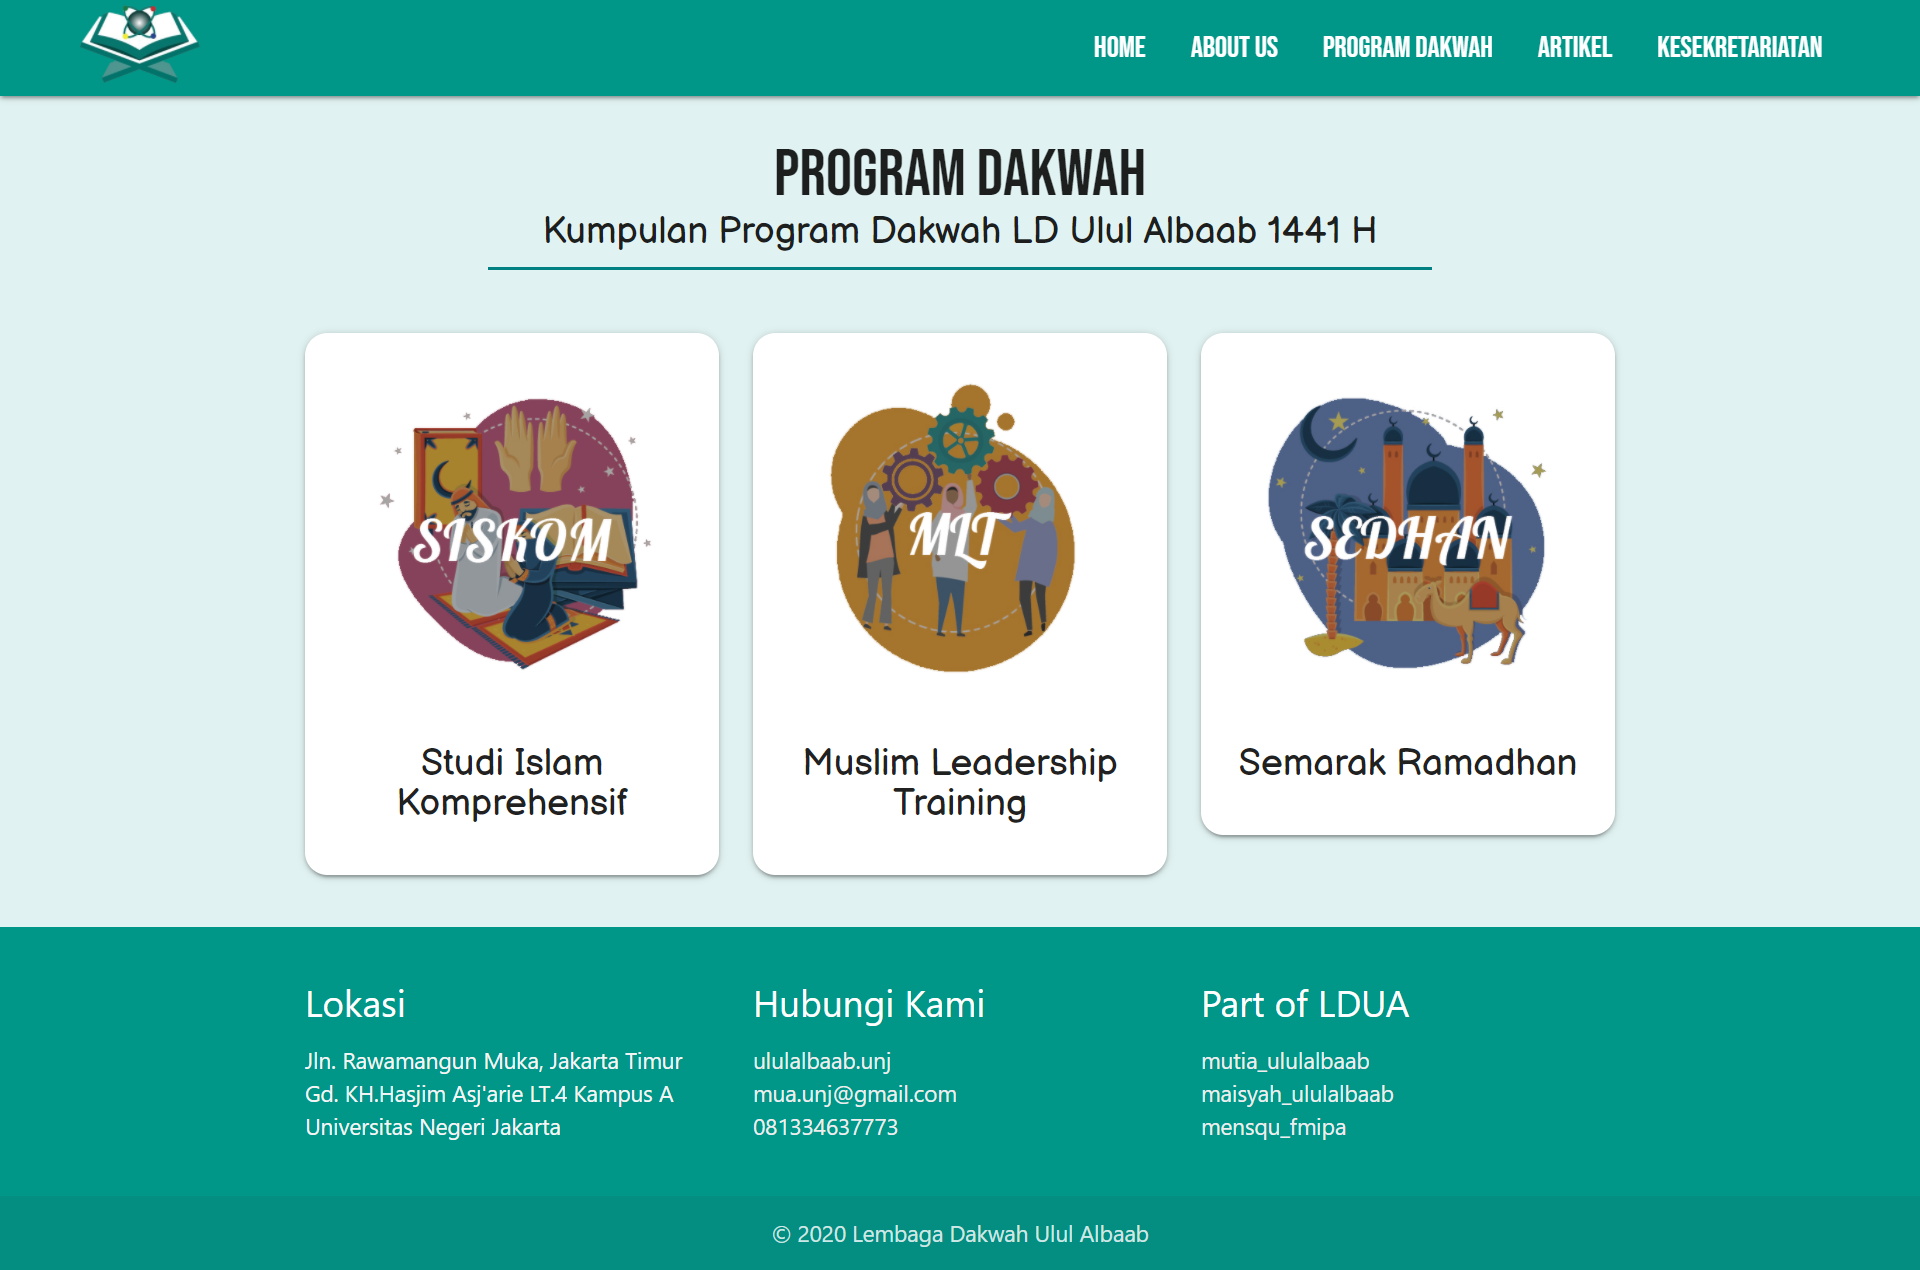 HOME ABOUT US PROGRAM DAKWAH ARTIKEL KESEKRETARIATAN
PROGRAM DAKWAH
Kumpulan Program Dakwah LD Ulul Albaab 1441 H
SISKOM
Studi Islam
Komprehensif
MLT
Muslim Leadership
Training
SEDHAN
Semarak Ramadhan
Lokasi
Jln. Rawamangun Muka, Jakarta Timur
Gd. KH.Hasjim Asj'arie LT.4 Kampus A
Universitas Negeri Jakarta
Hubungi Kami
ululalbaab.unj
mua.unj@gmail.com
081334637773
Part of LDUA
mutia_ululalbaab
maisyah_ululalbaab
mensqu_fmipa
© 2020 Lembaga Dakwah Ulul Albaab